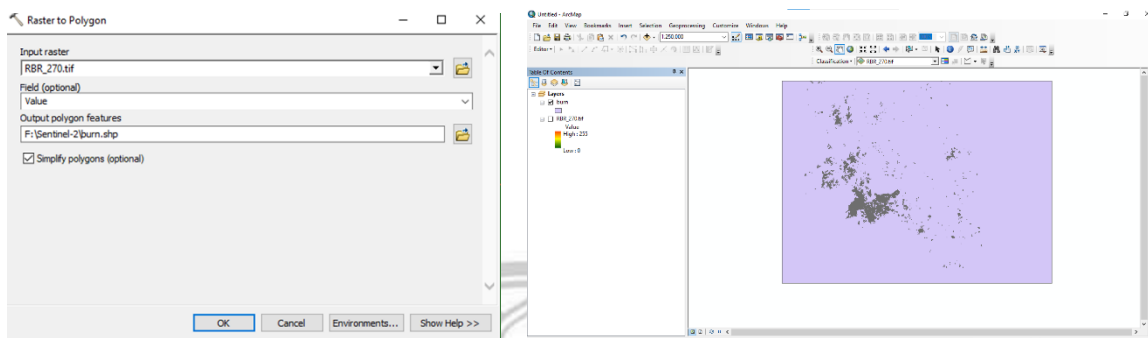 Raster to Polygon
Input raster
RBR_270.tif
Field (optional)
Value
Output polygon features
F:\Sentinel-2\burn.shp
Simplify polygons (optional)
OK Cancel Environments... Show Help >>
Untitled - ArcMap
File Edit View Bookmarks Insert Selection Geoprocessing Customize Windows Help
1:250.000
Editor
Classification RBR_270.tif
Table Of Contents
Layers
burn
RBR_270.tif
Value
High : 255
Low : 0